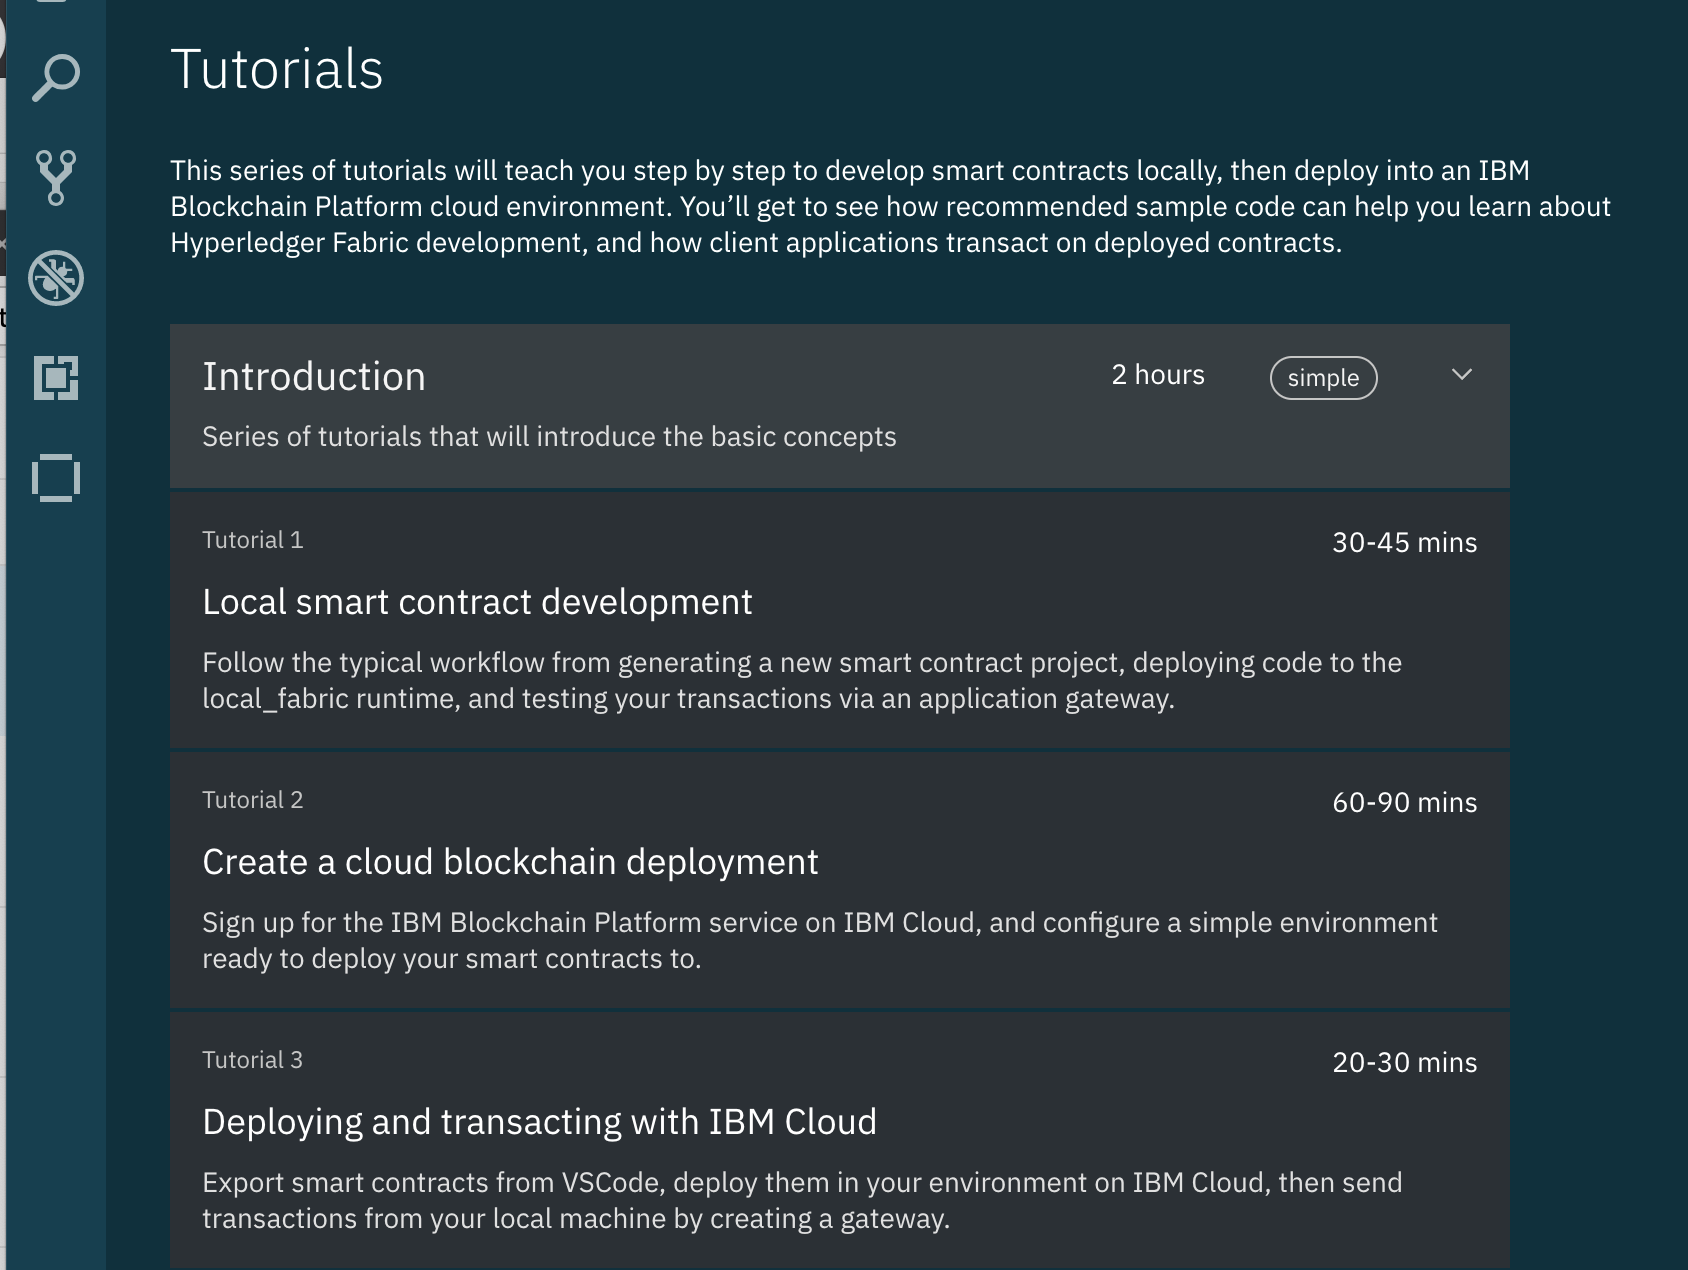 Tutorials
This series of tutorials will teach you step by step to develop smart contracts locally, then deploy into an IBM
Blockchain Platform cloud environment. You’ll get to see how recommended sample code can help you learn about
Hyperledger Fabric development, and how client applications transact on deployed contracts.
Introduction
2 hours
simple
Series of tutorials that will introduce the basic concepts
Tutorial 1
30-45 mins
Local smart contract development
Follow the typical workflow from generating a new smart contract project, deploying code to the
local_fabric runtime, and testing your transactions via an application gateway.
Tutorial 2
60-90 mins
Create a cloud blockchain deployment
Sign up for the IBM Blockchain Platform service on IBM Cloud, and configure a simple environment
ready to deploy your smart contracts to.
Tutorial 3
20-30 mins
Deploying and transacting with IBM Cloud
Export smart contracts from VSCode, deploy them in your environment on IBM Cloud, then send
transactions from your local machine by creating a gateway.